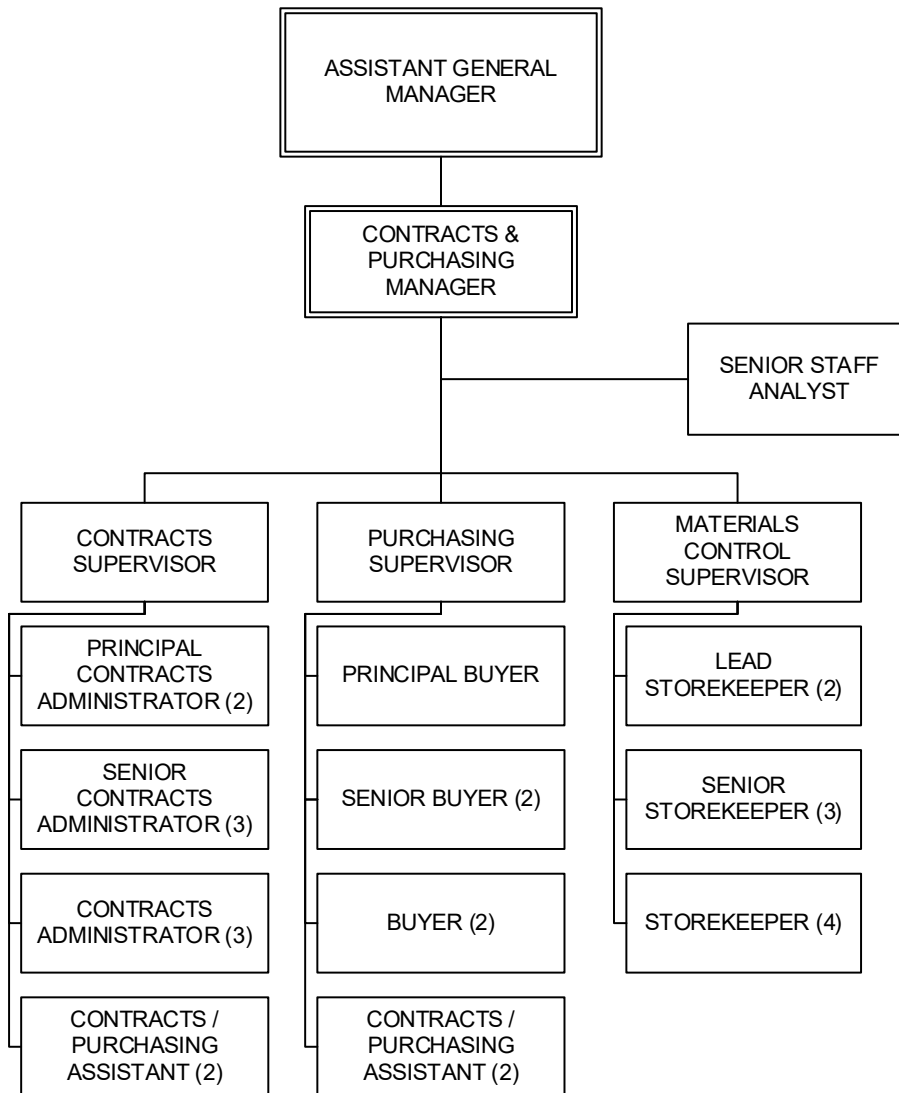 ASSISTANT GENERAL
MANAGER
CONTRACTS &
PURCHASING
MANAGER
SENIOR STAFF
ANALYST
CONTRACTS
SUPERVISOR
PRINCIPAL
CONTRACTS
ADMINISTRATOR (2)
SENIOR
CONTRACTS
ADMINISTRATOR (3)
CONTRACTS
ADMINISTRATOR (3)
CONTRACTS /
PURCHASING
ASSISTANT (2)
PURCHASING
SUPERVISOR
PRINCIPAL BUYER
SENIOR BUYER (2)
BUYER (2)
CONTRACTS /
PURCHASING
ASSISTANT (2)
MATERIALS
CONTROL
SUPERVISOR
LEAD
STOREKEEPER (2)
SENIOR
STOREKEEPER (3)
STOREKEEPER (4)